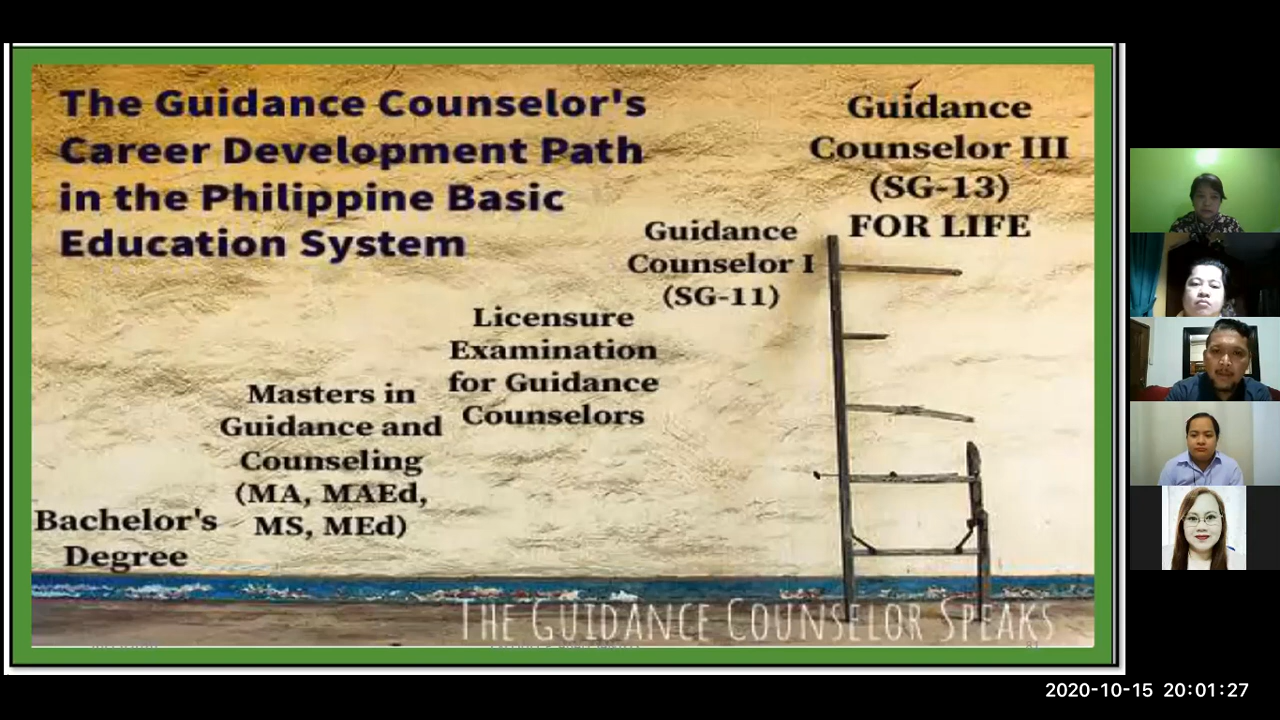 The Guidance Counselor's
Career Development Path
in the Philippine Basic
Education System
Guidance
Counselor III
(SG-13)
FOR LIFE
Guidance
Counselor I
(SG-11)
Licensure
Examination
for Guidance
Counselors
Masters in
Guidance and
Counseling
(MA, MAEd,
MS, MEd)
Bachelor's
Degree
THE GUIDANCE COUNSELOR SPEAKS
2020-10-15 20:01:27